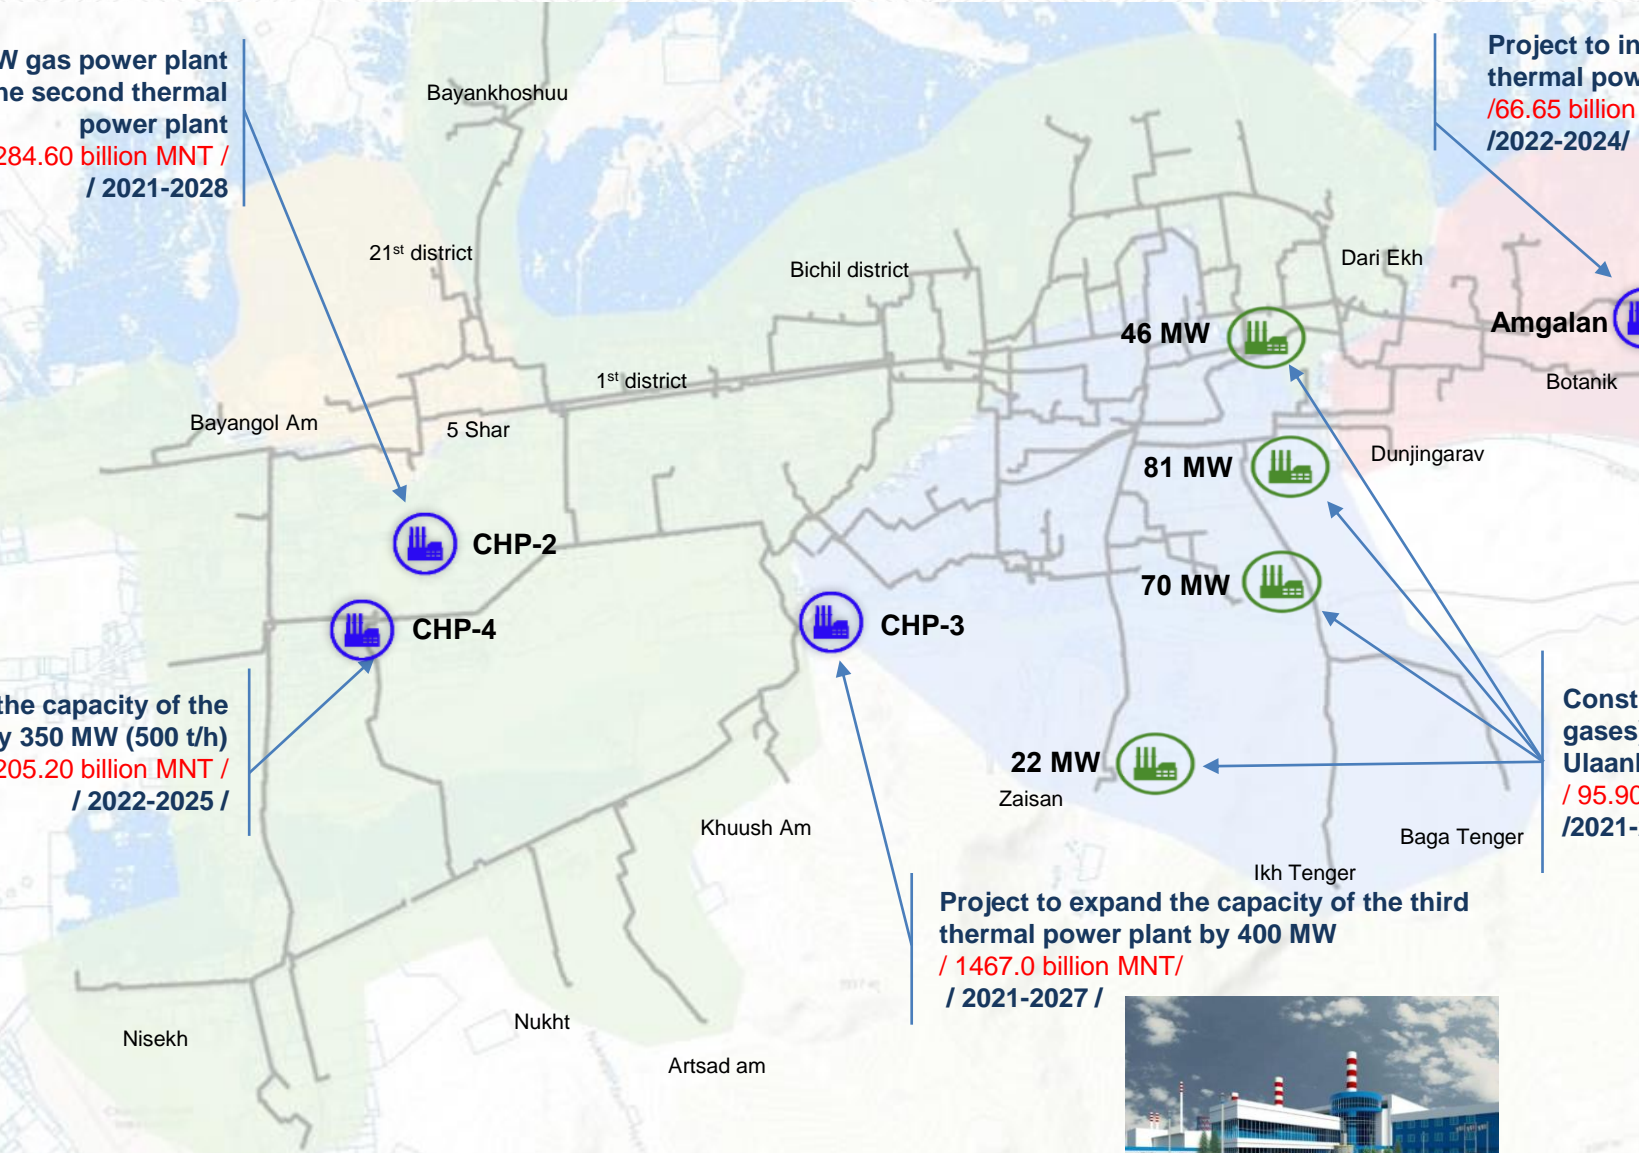 W gas power plant
he second thermal
power plant
284.60 billion MNT /
/ 2021-2028
Bayankhoshuu
Project to in
thermal pow
/66.65 billion
/2022-2024/
21st district
Bichil district
Dari Ekh
46 MW
Amgalan
1st district
Botanik
Bayangol Am
5 Shar
81 MW
Dunjingarav
CHP-2
70 MW
CHP-4
CHP-3
the capacity of the
y 350 MW (500 t/h)
205.20 billion MNT /
/ 2022-2025 /
Const
gases
Ulaanb
/ 95.90
/2021-
22 MW
Zaisan
Khuush Am
Baga Tenger
Ikh Tenger
Project to expand the capacity of the third
thermal power plant by 400 MW
/ 1467.0 billion MNT/
/ 2021-2027 /
Nukht
Nisekh
Artsad am